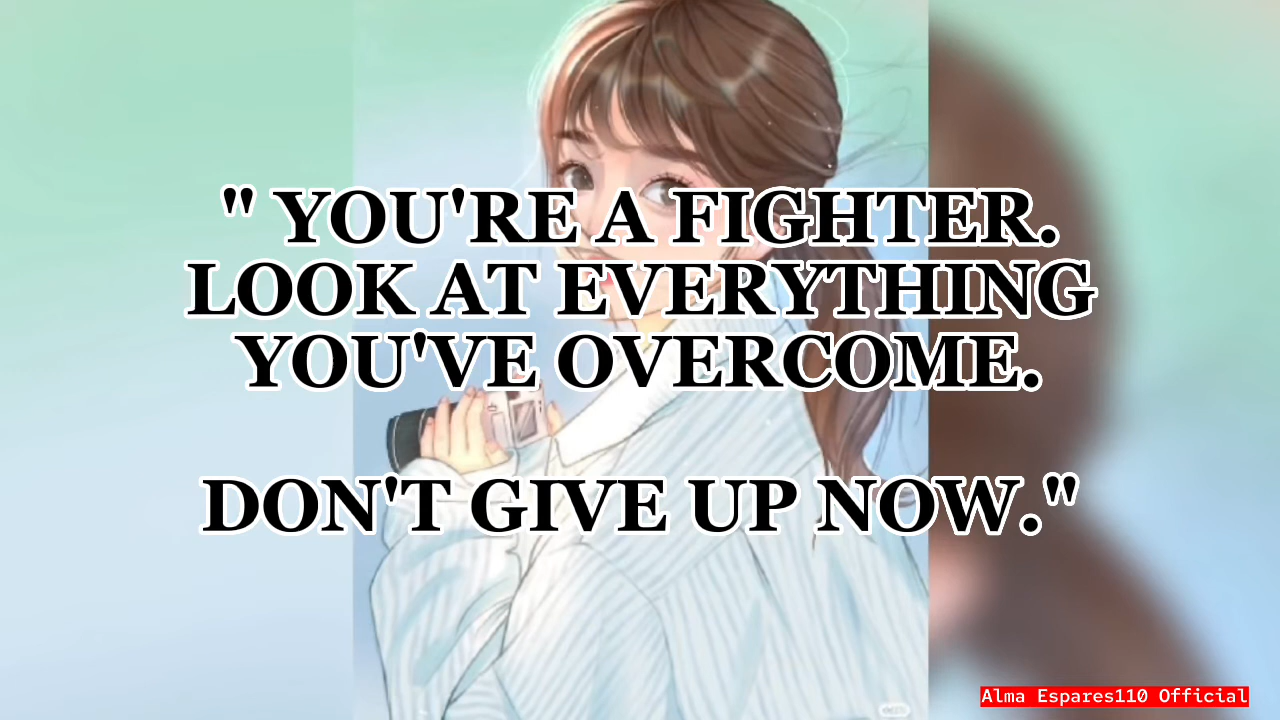 " YOU'RE A FIGHTER.
LOOK AT EVERYTHING
YOU'VE OVERCOME.
DON'T GIVE UP NOW."
Alma Espares110 Official